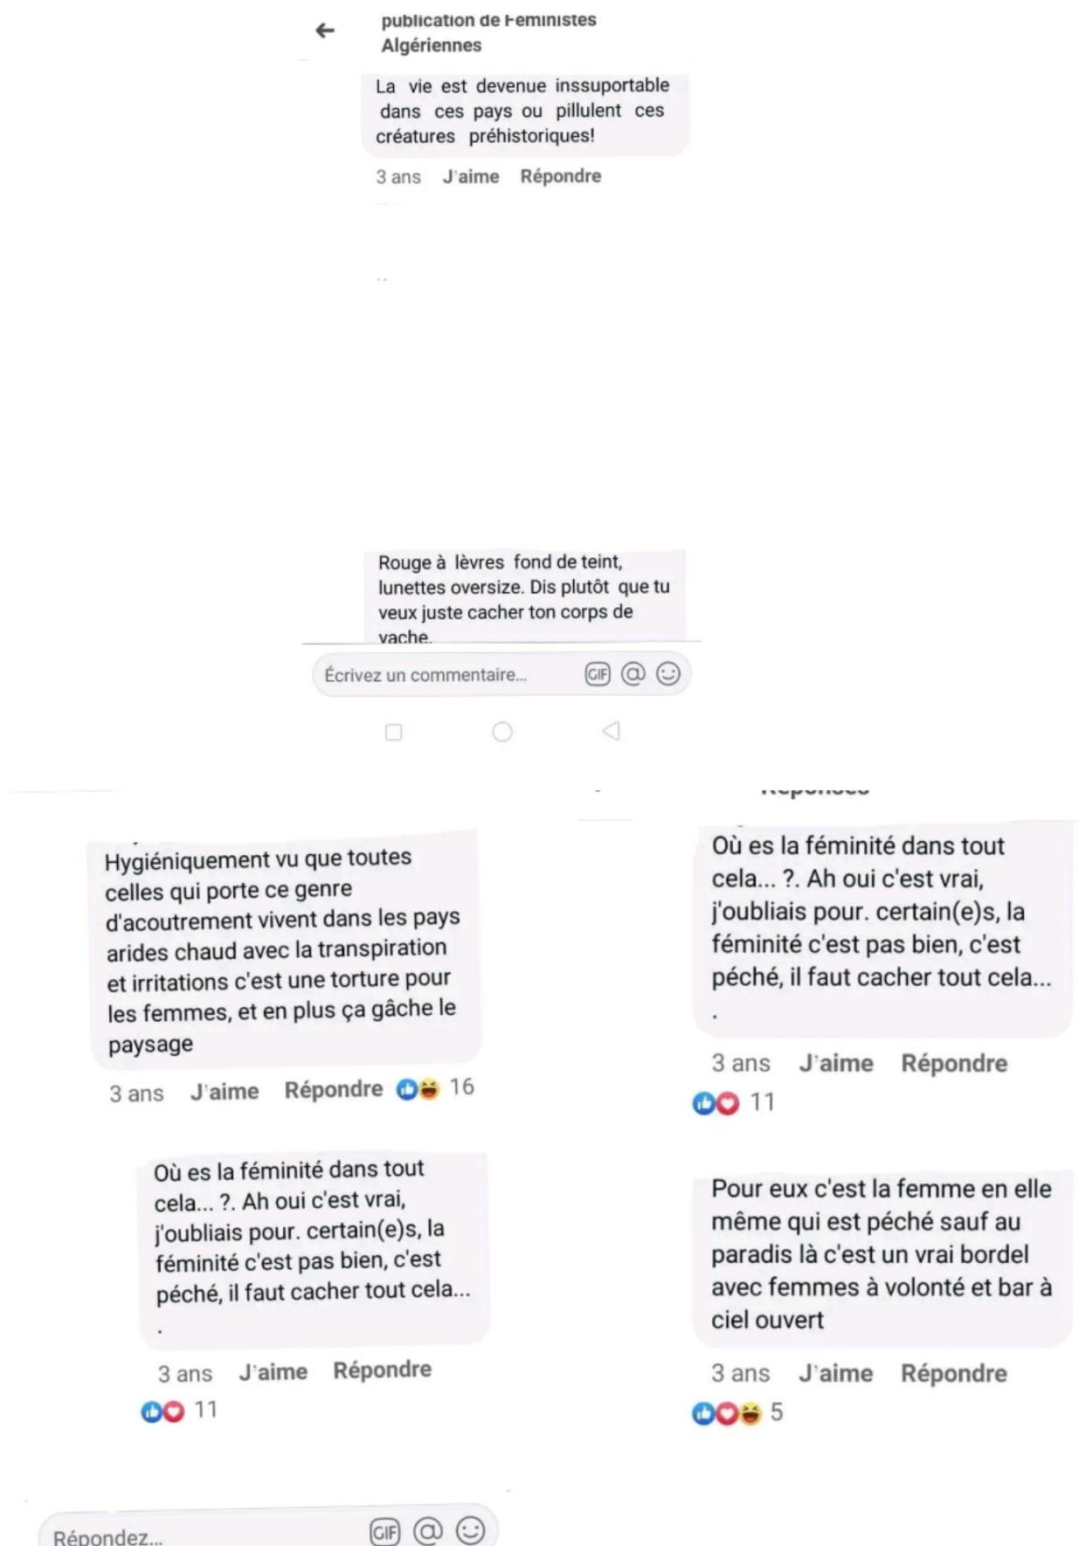 publication de Féministes
Algériennes
La vie est devenue inssuportable
dans ces pays ou pillulent ces
créatures préhistoriques!
3 ans J'aime Répondre
Rouge à lèvres fond de teint,
lunettes oversize. Dis plutôt que tu
veux juste cacher ton corps de
vache.
Écrivez un commentaire...
GIF
Réponses
Hygiéniquement vu que toutes
celles qui porte ce genre
d'acoutrement vivent dans les pays
arides chaud avec la transpiration
et irritations c'est une torture pour
les femmes, et en plus ça gâche le
paysage
3 ans J'aime Répondre 16
Où es la féminité dans tout
cela... ?. Ah oui c'est vrai,
j'oubliais pour. certain(e)s, la
féminité c'est pas bien, c'est
péché, il faut cacher tout cela...
.
3 ans J'aime Répondre
11
Répondez...
GIF
Où es la féminité dans tout
cela... ?. Ah oui c'est vrai,
j'oubliais pour. certain(e)s, la
féminité c'est pas bien, c'est
péché, il faut cacher tout cela...
.
3 ans J'aime Répondre
11
Pour eux c'est la femme en elle
même qui est péché sauf au
paradis là c'est un vrai bordel
avec femmes à volonté et bar à
ciel ouvert
3 ans J'aime Répondre
5